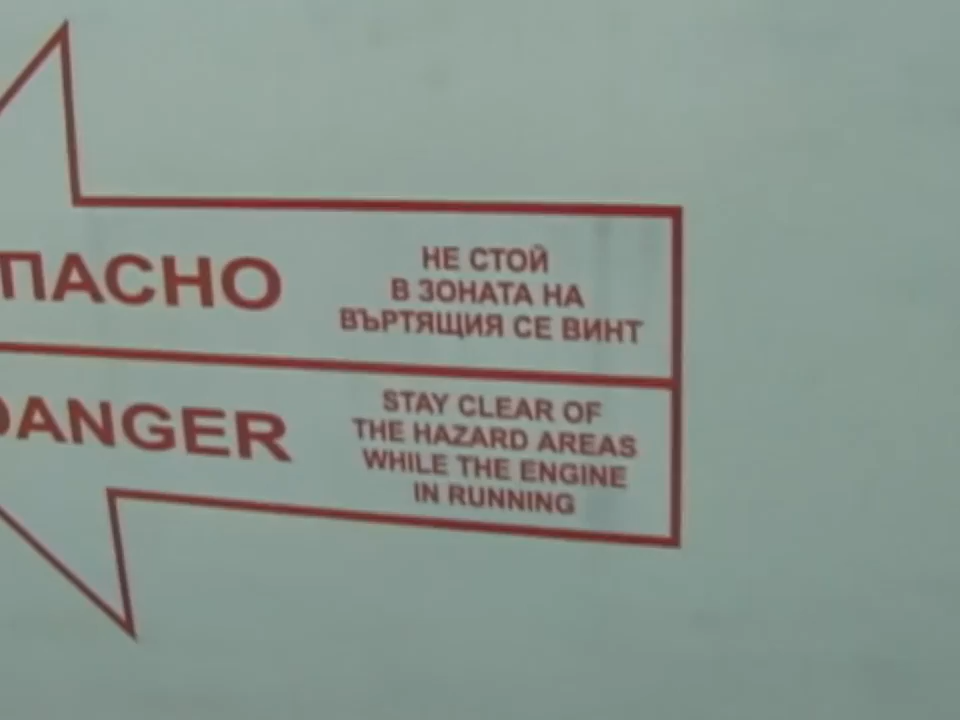 ПАСНО
НЕ СТОЙ
В ЗОНАТА НА
ВЪРТЯЩИЯ СЕ ВИНТ
DANGER
STAY CLEAR OF
THE HAZARD AREAS
WHILE THE ENGINE
IN RUNNING